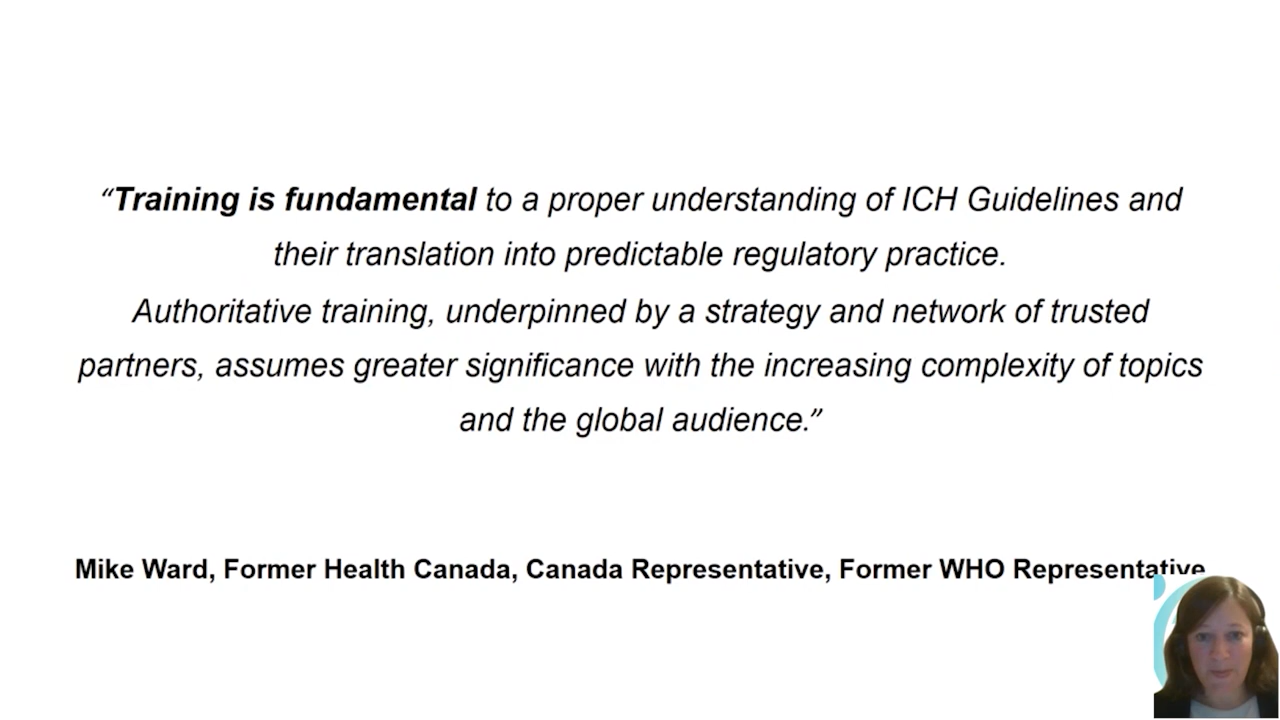 “Training is fundamental to a proper understanding of ICH Guidelines and
their translation into predictable regulatory practice.
Authoritative training, underpinned by a strategy and network of trusted
partners, assumes greater significance with the increasing complexity of topics
and the global audience.”
Mike Ward, Former Health Canada, Canada Representative, Former WHO Representative